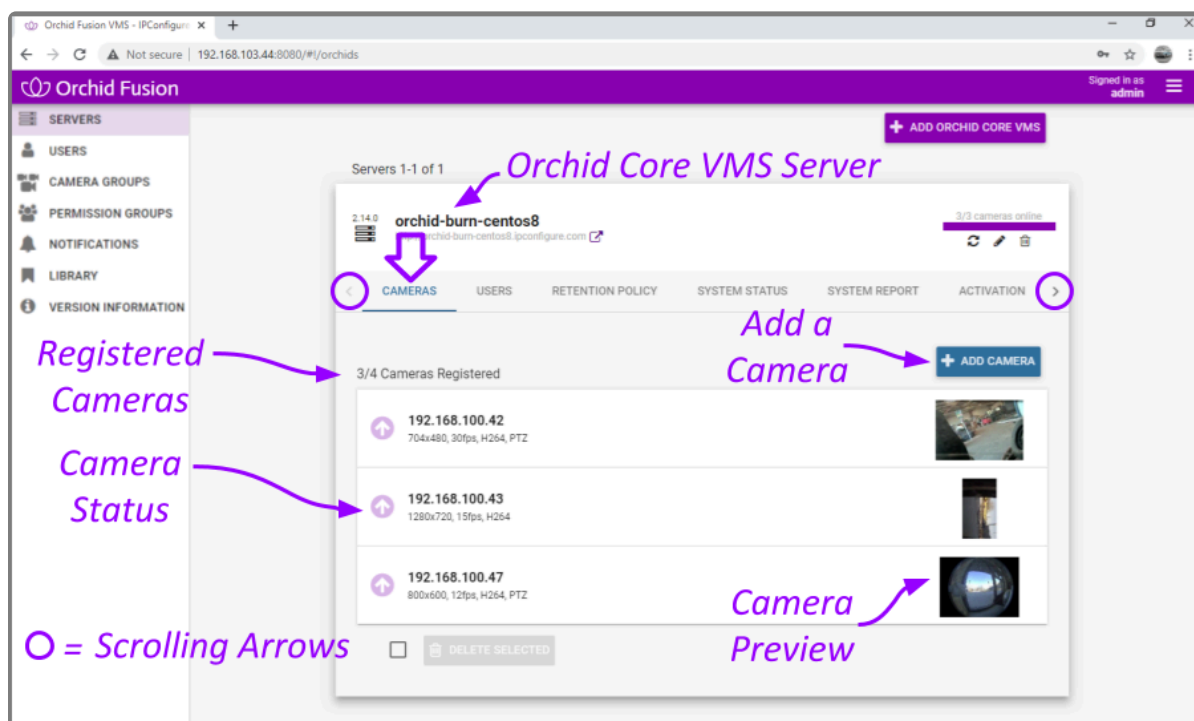 Orchid Fusion VMS - IPConfigure
Not secure | 192.168.103.44:8080/#!/orchids
Orchid Fusion
Signed in as
admin
SERVERS
USERS
CAMERA GROUPS
PERMISSION GROUPS
NOTIFICATIONS
LIBRARY
VERSION INFORMATION
ADD ORCHID CORE VMS
Servers 1-1 of 1
Orchid Core VMS Server
2.14.0
orchid-burn-centos8
orchid-burn-centos8.ipconfigure.com
3/3 cameras online
CAMERAS USERS RETENTION POLICY SYSTEM STATUS SYSTEM REPORT ACTIVATION
Registered
Cameras
Add a
Camera
ADD CAMERA
3/4 Cameras Registered
192.168.100.42
704x480, 30fps, H264, PTZ
Camera
Status
192.168.100.43
1280x720, 15fps, H264
192.168.100.47
800x600, 12fps, H264, PTZ
Camera
Preview
O = Scrolling Arrows
DELETE SELECTED